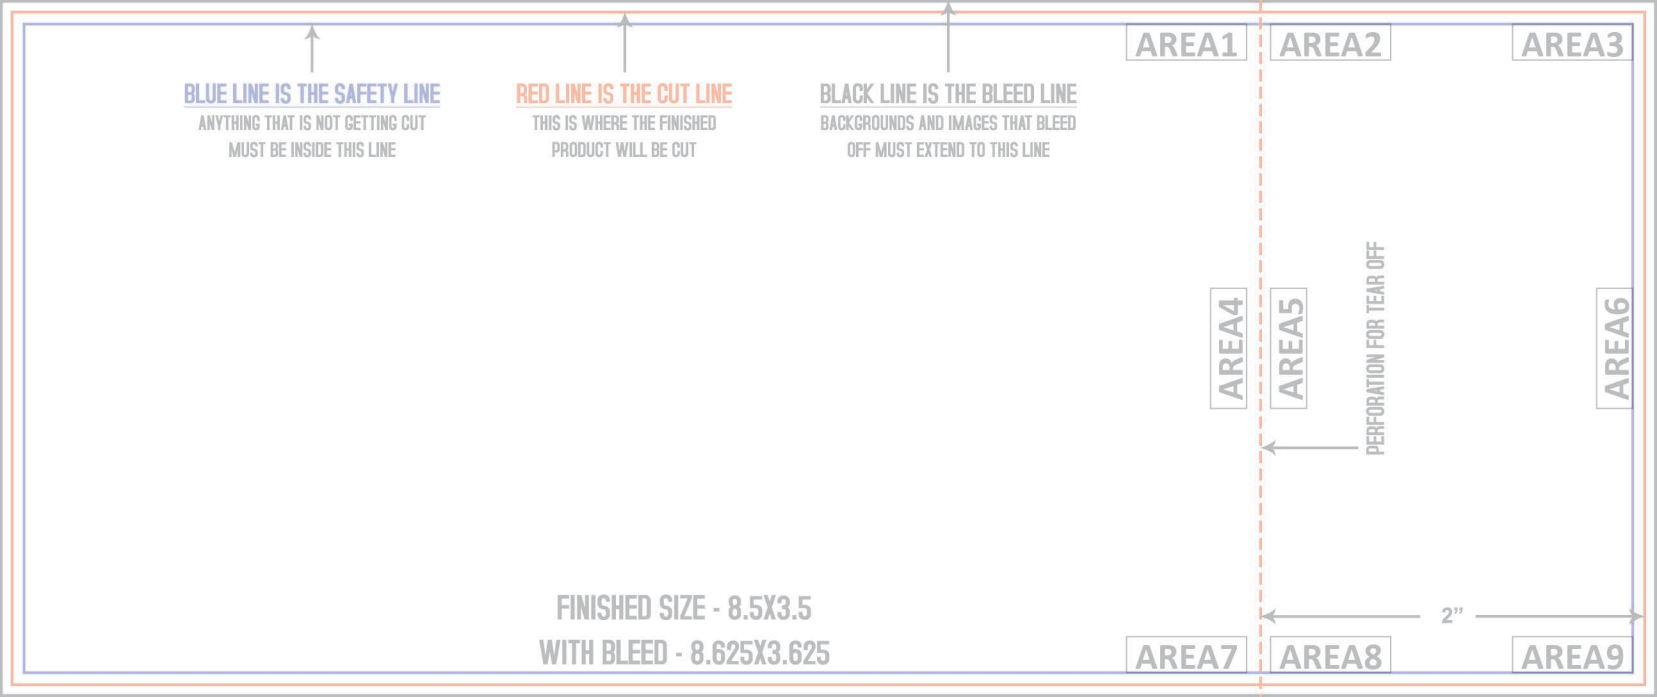 AREA1
AREA2
AREA3
BLUE LINE IS THE SAFETY LINE
ANYTHING THAT IS NOT GETTING CUT
MUST BE INSIDE THIS LINE
RED LINE IS THE CUT LINE
THIS IS WHERE THE FINISHED
PRODUCT WILL BE CUT
BLACK LINE IS THE BLEED LINE
BACKGROUNDS AND IMAGES THAT BLEED
OFF MUST EXTEND TO THIS LINE
AREA4
AREA5
PERFORATION FOR TEAR OFF
AREA6
FINISHED SIZE - 8.5X3.5
WITH BLEED - 8.625X3.625
2”
AREA7
AREA8
AREA9